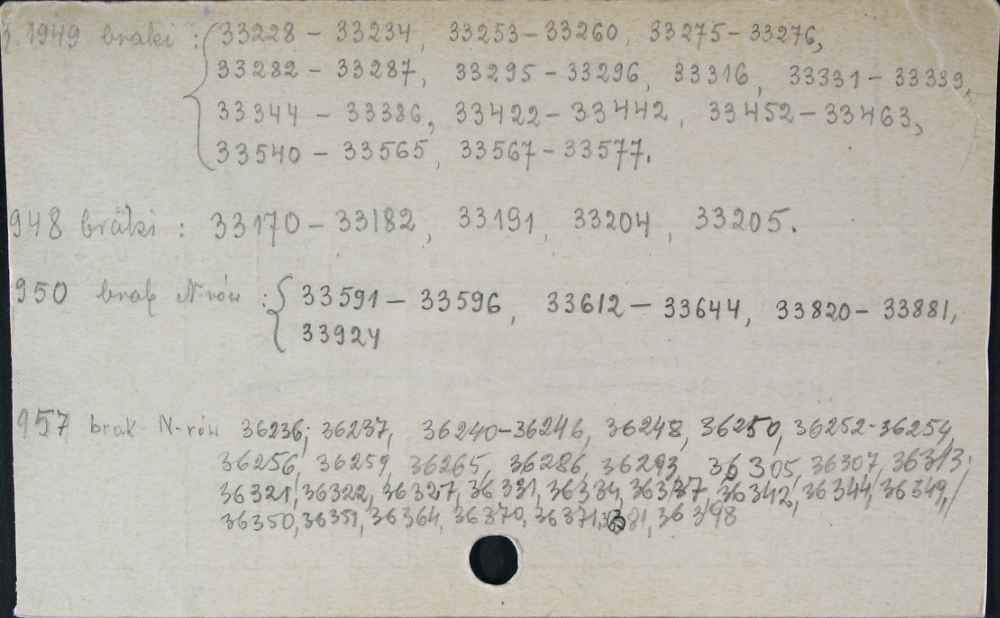 r. 1949 braki : 33228 – 33234, 33253–33260, 33275–33276,
33282 – 33287, 33295 – 33296, 33316, 33331 – 33339,
33344 – 33386, 33422 – 33442, 33452 – 33463,
33540 – 33565, 33567 – 33577.
948 braki : 33170 – 33182, 33191, 33204, 33205.
950 brak N-rów : 33591 – 33596, 33612 – 33644, 33820 – 33881,
33924
957 brak N-rów 36236, 36237, 36240–36246, 36248, 36250, 36252-36254,
36256, 36259, 36265, 36286, 36293, 36305, 36307, 36313,
36321, 36322, 36327, 36331, 36334, 36337, 36342, 36344, 36349,
36350, 36351, 36364, 36370, 36371, 36398